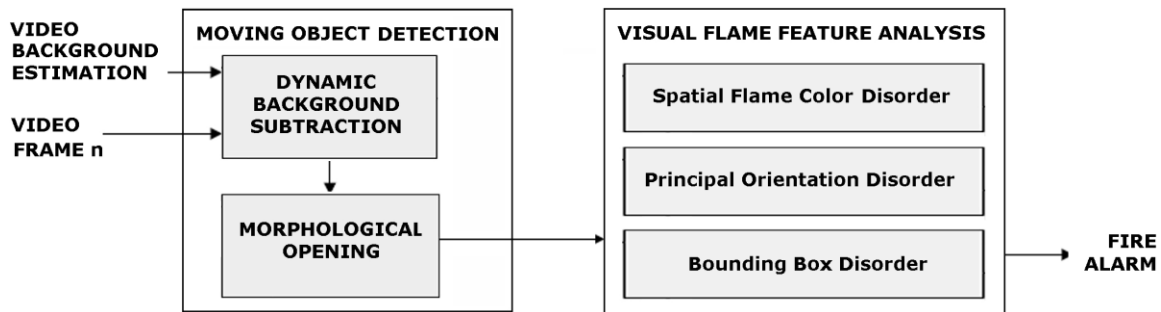 VIDEO
BACKGROUND
ESTIMATION
VIDEO
FRAME n
MOVING OBJECT DETECTION
DYNAMIC
BACKGROUND
SUBTRACTION
MORPHOLOGICAL
OPENING
VISUAL FLAME FEATURE ANALYSIS
Spatial Flame Color Disorder
Principal Orientation Disorder
Bounding Box Disorder
FIRE
ALARM